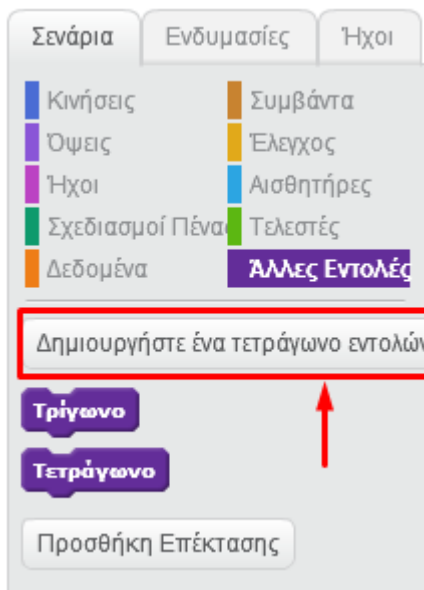 Σενάρια Ενδυμασίες Ήχοι
Κινήσεις Συμβάντα
Όψεις Έλεγχος
Ήχοι Αισθητήρες
Σχεδιασμοί Πένας Τελεστές
Δεδομένα Άλλες Εντολές
Δημιουργήστε ένα τετράγωνο εντολών
Τρίγωνο
Τετράγωνο
Προσθήκη Επέκτασης